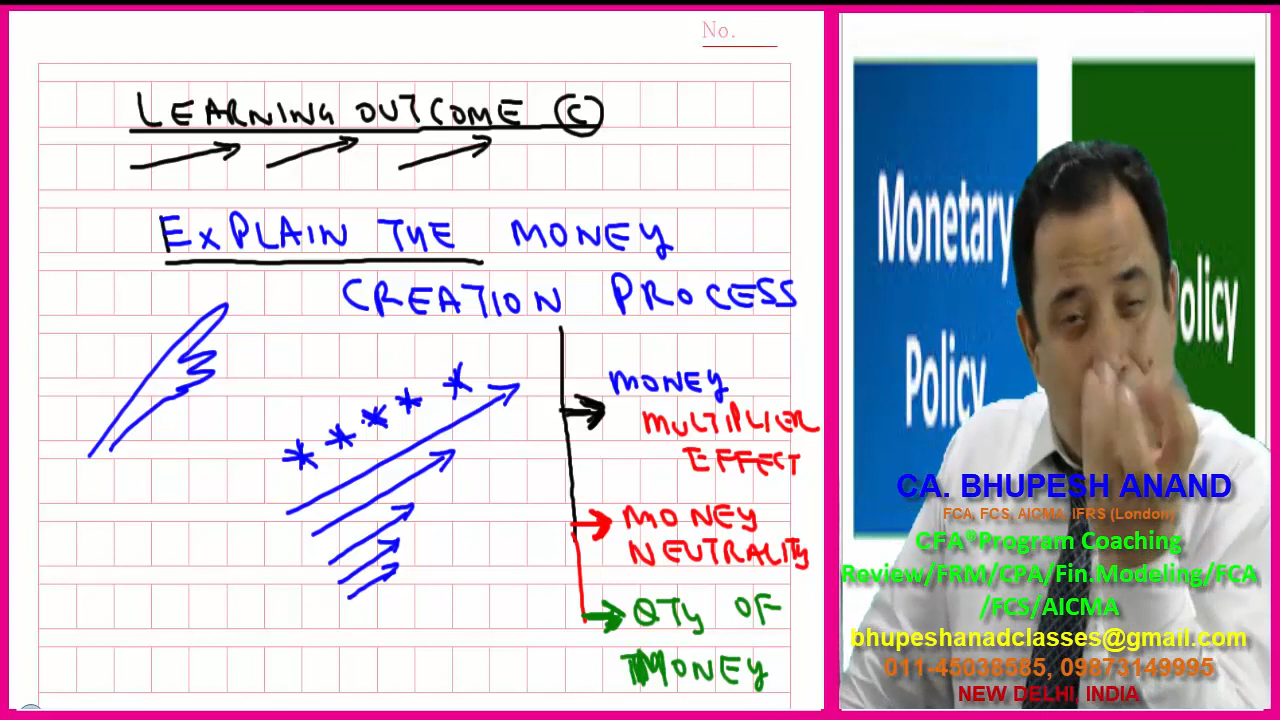 No.
LEARNING OUTCOME (C)
EXPLAIN THE MONEY
CREATION PROCESS
MONEY
MULTIPLIER
EFFECT
MONEY
NEUTRALITY
QTY OF
MONEY
Monetary
Policy
Policy
CA. BHUPESH ANAND
FCA, FCS, AICMA, IFRS (London)
CFA®Program Coaching
Review/FRM/CPA/Fin.Modeling/FCA
/FCS/AICMA
bhupeshanadclasses@gmail.com
011-45036585, 09873149995
NEW DELHI, INDIA